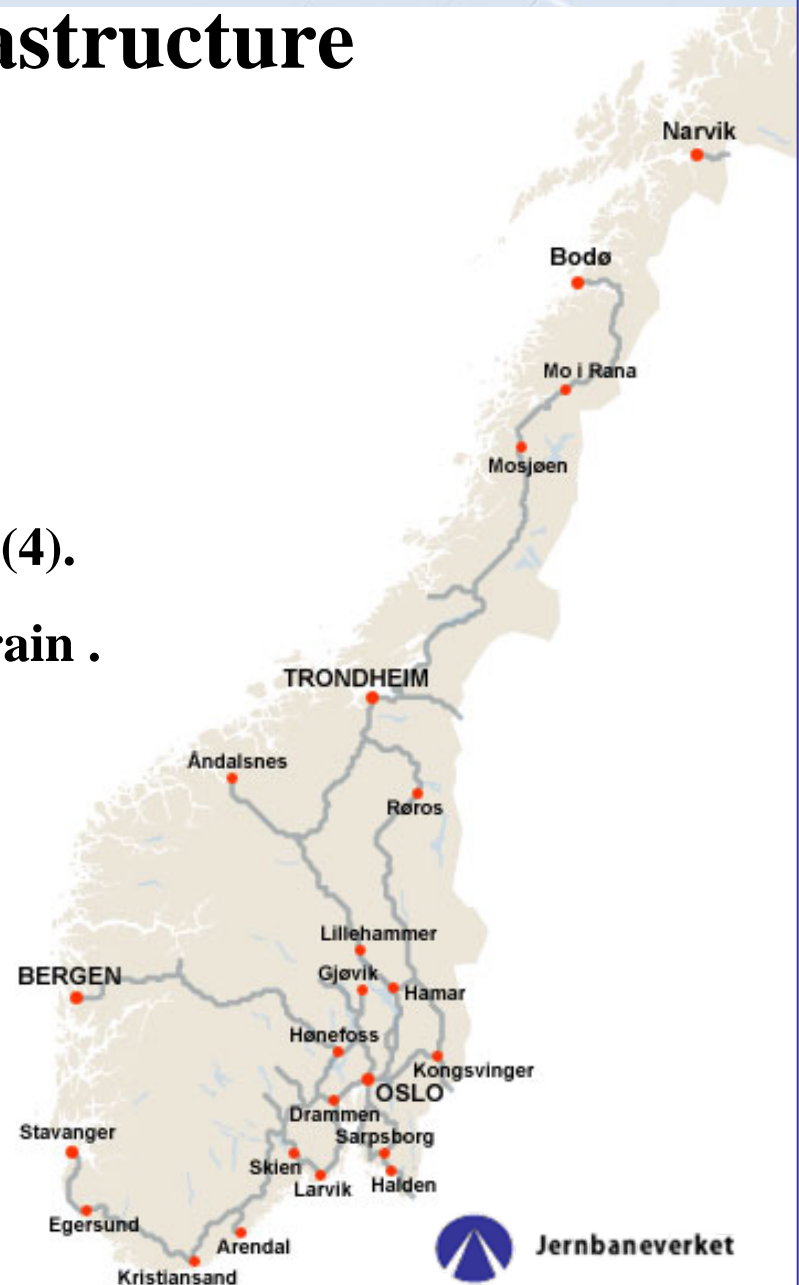 astructure
Narvik
Bodø
Mo i Rana
Mosjøen
(4).
rain .
TRONDHEIM
Åndalsnes
Røros
Lillehammer
BERGEN
Gjøvik
Hamar
Hønefoss
Kongsvinger
OSLO
Drammen
Stavanger
Sarpsborg
Skien
Larvik
Halden
Egersund
Arendal
Kristiansand
Jernbaneverket